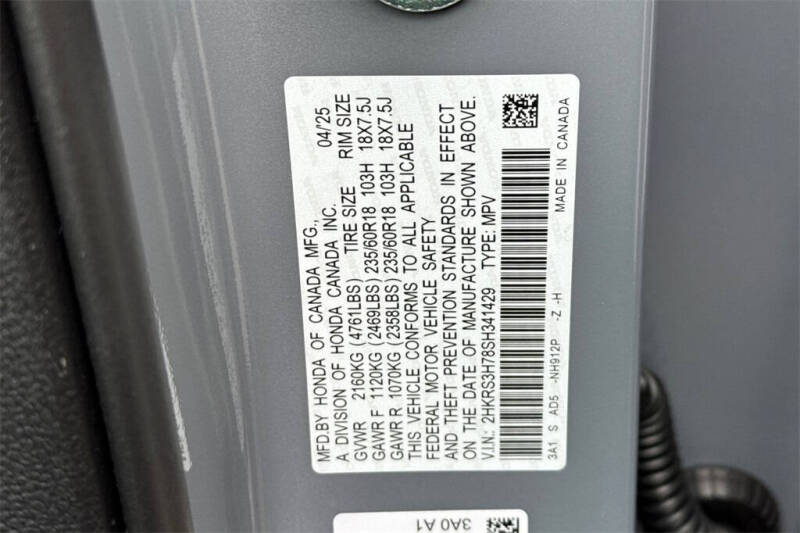 MFD.BY HONDA OF CANADA MFG.,
A DIVISION OF HONDA CANADA INC. 04/25
GVWR 2160KG (4761LBS) TIRE SIZE RIM SIZE
GAWR F 1120KG (2469LBS) 235/60R18 103H 18X7.5J
GAWR R 1070KG (2358LBS) 235/60R18 103H 18X7.5J
THIS VEHICLE CONFORMS TO ALL APPLICABLE
FEDERAL MOTOR VEHICLE SAFETY
AND THEFT PREVENTION STANDARDS IN EFFECT
ON THE DATE OF MANUFACTURE SHOWN ABOVE.
V.I.N.: 2HKRS3H78SH341429 TYPE: MPV
3A1 S AD5 -NH912P -Z -H MADE IN CANADA
3A0 A1